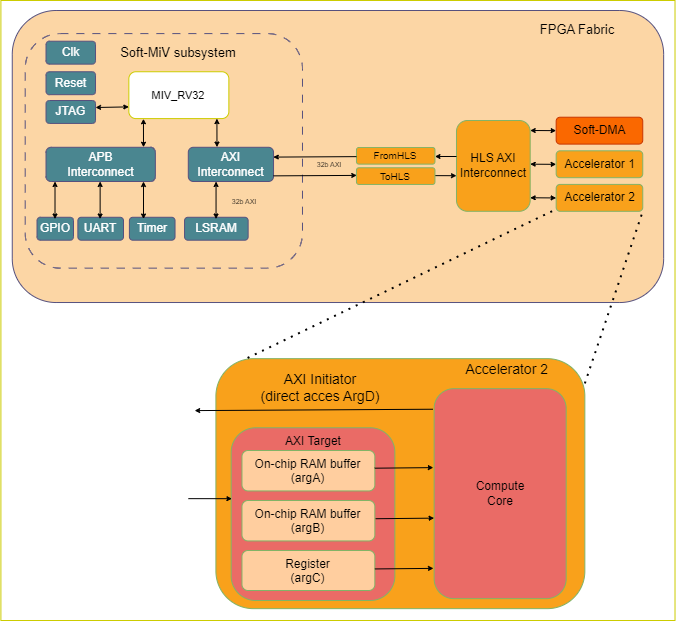 FPGA Fabric
Clk
Soft-MiV subsystem
Reset
MIV_RV32
JTAG
APB
Interconnect
AXI
Interconnect
32b AXI
FromHLS
ToHLS
HLS AXI
Interconnect
Soft-DMA
Accelerator 1
Accelerator 2
32b AXI
GPIO
UART
Timer
LSRAM
Accelerator 2
AXI Initiator
(direct acces ArgD)
AXI Target
On-chip RAM buffer
(argA)
On-chip RAM buffer
(argB)
Register
(argC)
Compute
Core